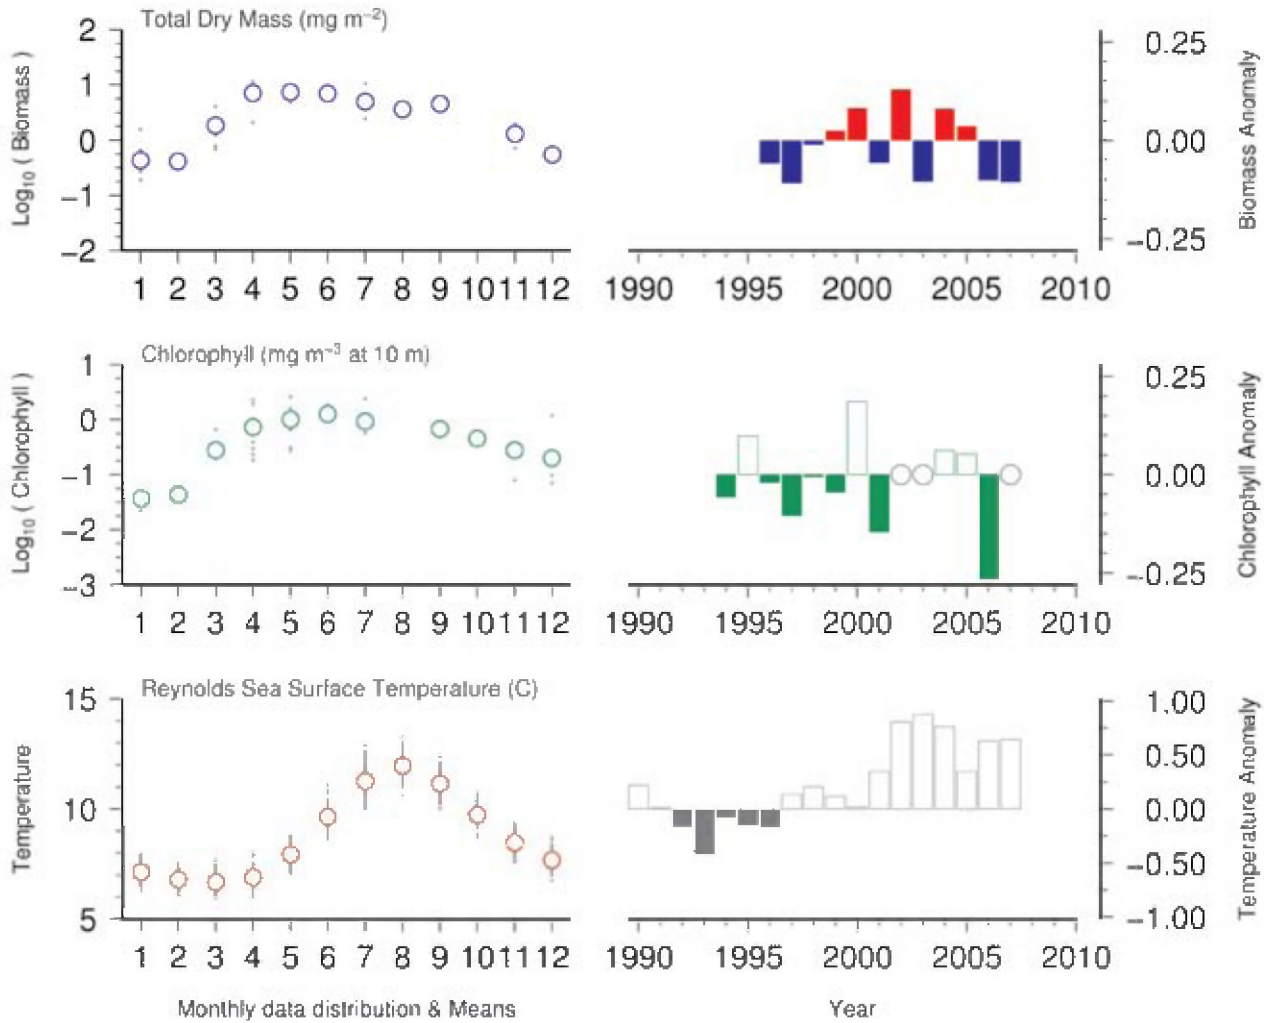 Total Dry Mass (mg m⁻²)
Log₁₀ ( Biomass )
2
1
0
−1
−2
1 2 3 4 5 6 7 8 9 10 11 12
0.25
0.00
−0.25
Biomass Anomaly
1990 1995 2000 2005 2010
Chlorophyll (mg m⁻³ at 10 m)
Log₁₀ ( Chlorophyll )
1
0
−1
−2
−3
1 2 3 4 5 6 7 8 9 10 11 12
0.25
0.00
−0.25
Chlorophyll Anomaly
1990 1995 2000 2005 2010
Reynolds Sea Surface Temperature (C)
Temperature
15
10
5
1 2 3 4 5 6 7 8 9 10 11 12
1.00
0.50
0.00
−0.50
−1.00
Temperature Anomaly
1990 1995 2000 2005 2010
Monthly data distribution & Means
Year